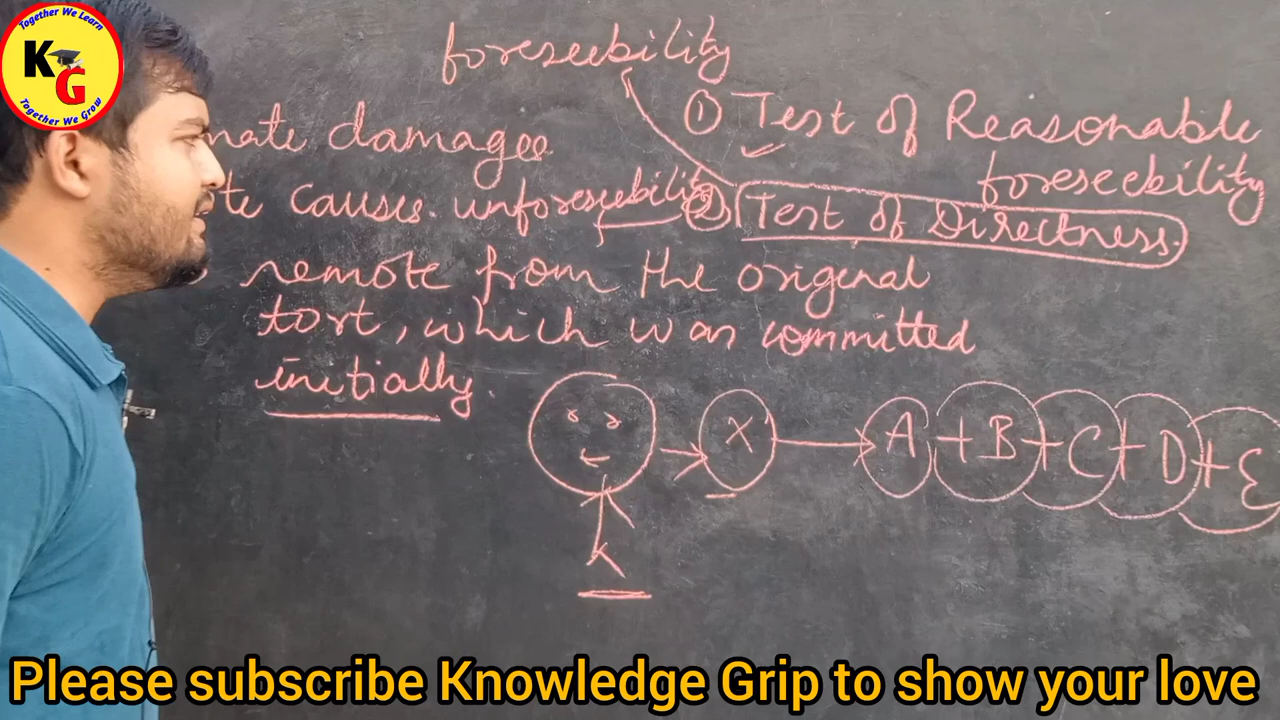 Together We Learn
KG
Together We Grow
foreseebility
① Test of Reasonable
foreseebility
mate damages
te causes. unforeseebility
② Test of Directness.
remote from the original
tort, which was committed
initially.
X A + B + C + D + E
Please subscribe Knowledge Grip to show your love